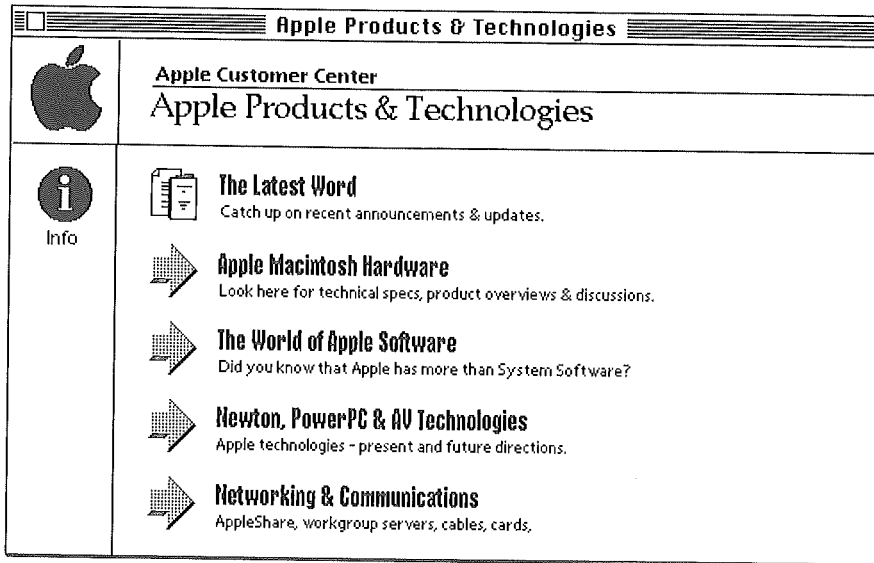 Apple Products & Technologies
Apple Customer Center
Apple Products & Technologies
Info
The Latest Word
Catch up on recent announcements & updates.
Apple Macintosh Hardware
Look here for technical specs, product overviews & discussions.
The World of Apple Software
Did you know that Apple has more than System Software?
Newton, PowerPC & AV Technologies
Apple technologies - present and future directions.
Networking & Communications
AppleShare, workgroup servers, cables, cards,